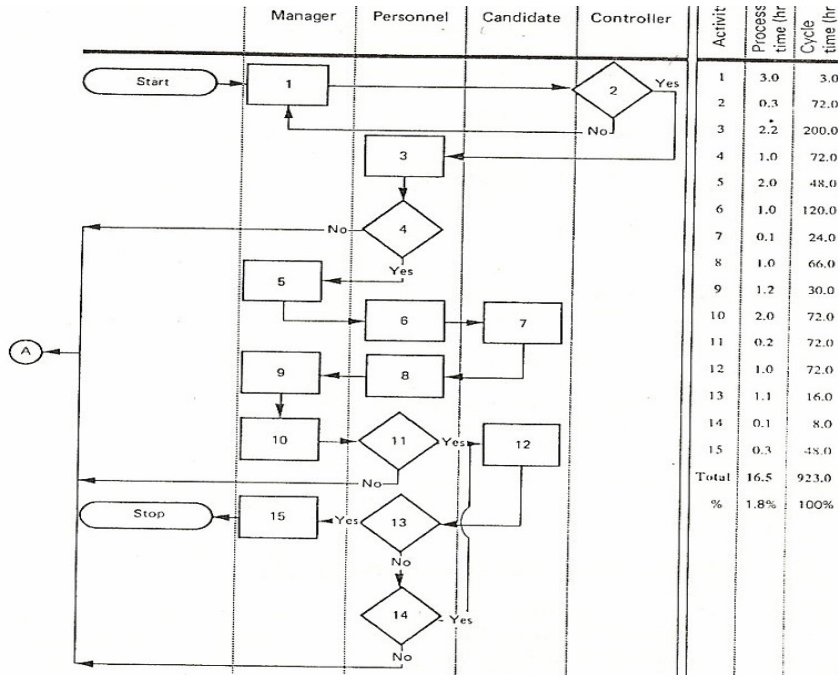 Manager Personnel Candidate Controller
Activity
Process time (hr
Cycle time (hr
Start
1
2
Yes
No
3
4
No
Yes
5
6
7
A
9
8
10
11
Yes
12
No
Stop
15
Yes
13
No
14
Yes
No
1 3.0 3.0
2 0.3 72.0
3 2.2 200.0
4 1.0 72.0
5 2.0 48.0
6 1.0 120.0
7 0.1 24.0
8 1.0 66.0
9 1.2 30.0
10 2.0 72.0
11 0.2 72.0
12 1.0 72.0
13 1.1 16.0
14 0.1 8.0
15 0.3 48.0
Total 16.5 923.0
% 1.8% 100%